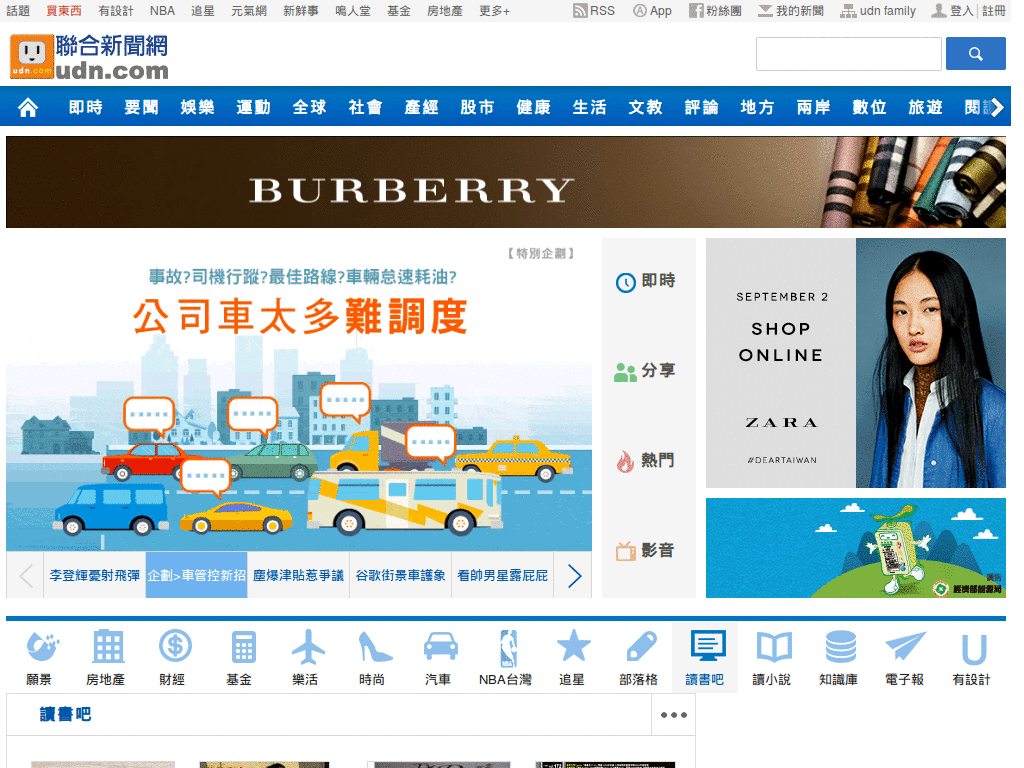 話題 買東西 有設計 NBA 追星 元氣網 新鮮事 鳴人堂 基金 房地產 更多+ RSS App 粉絲團 我的新聞 udn family 登入 | 註冊
udn.com
聯合新聞網
udn.com
即時 要聞 娛樂 運動 全球 社會 產經 股市 健康 生活 文教 評論 地方 兩岸 數位 旅遊 閱讀
BURBERRY
【特別企劃】
事故?司機行蹤?最佳路線?車輛怠速耗油?
公司車太多難調度
李登輝憂射飛彈 企劃>車管控新招 塵爆津貼惹爭議 谷歌街景車護象 看帥男星露屁屁
即時
分享
熱門
影音
SEPTEMBER 2
SHOP
ONLINE
ZARA
#DEARTAIWAN
廣告
經濟部能源局
願景 房地產 財經 基金 樂活 時尚 汽車 NBA台灣 追星 部落格 讀書吧 讀小說 知識庫 電子報 有設計
讀書吧